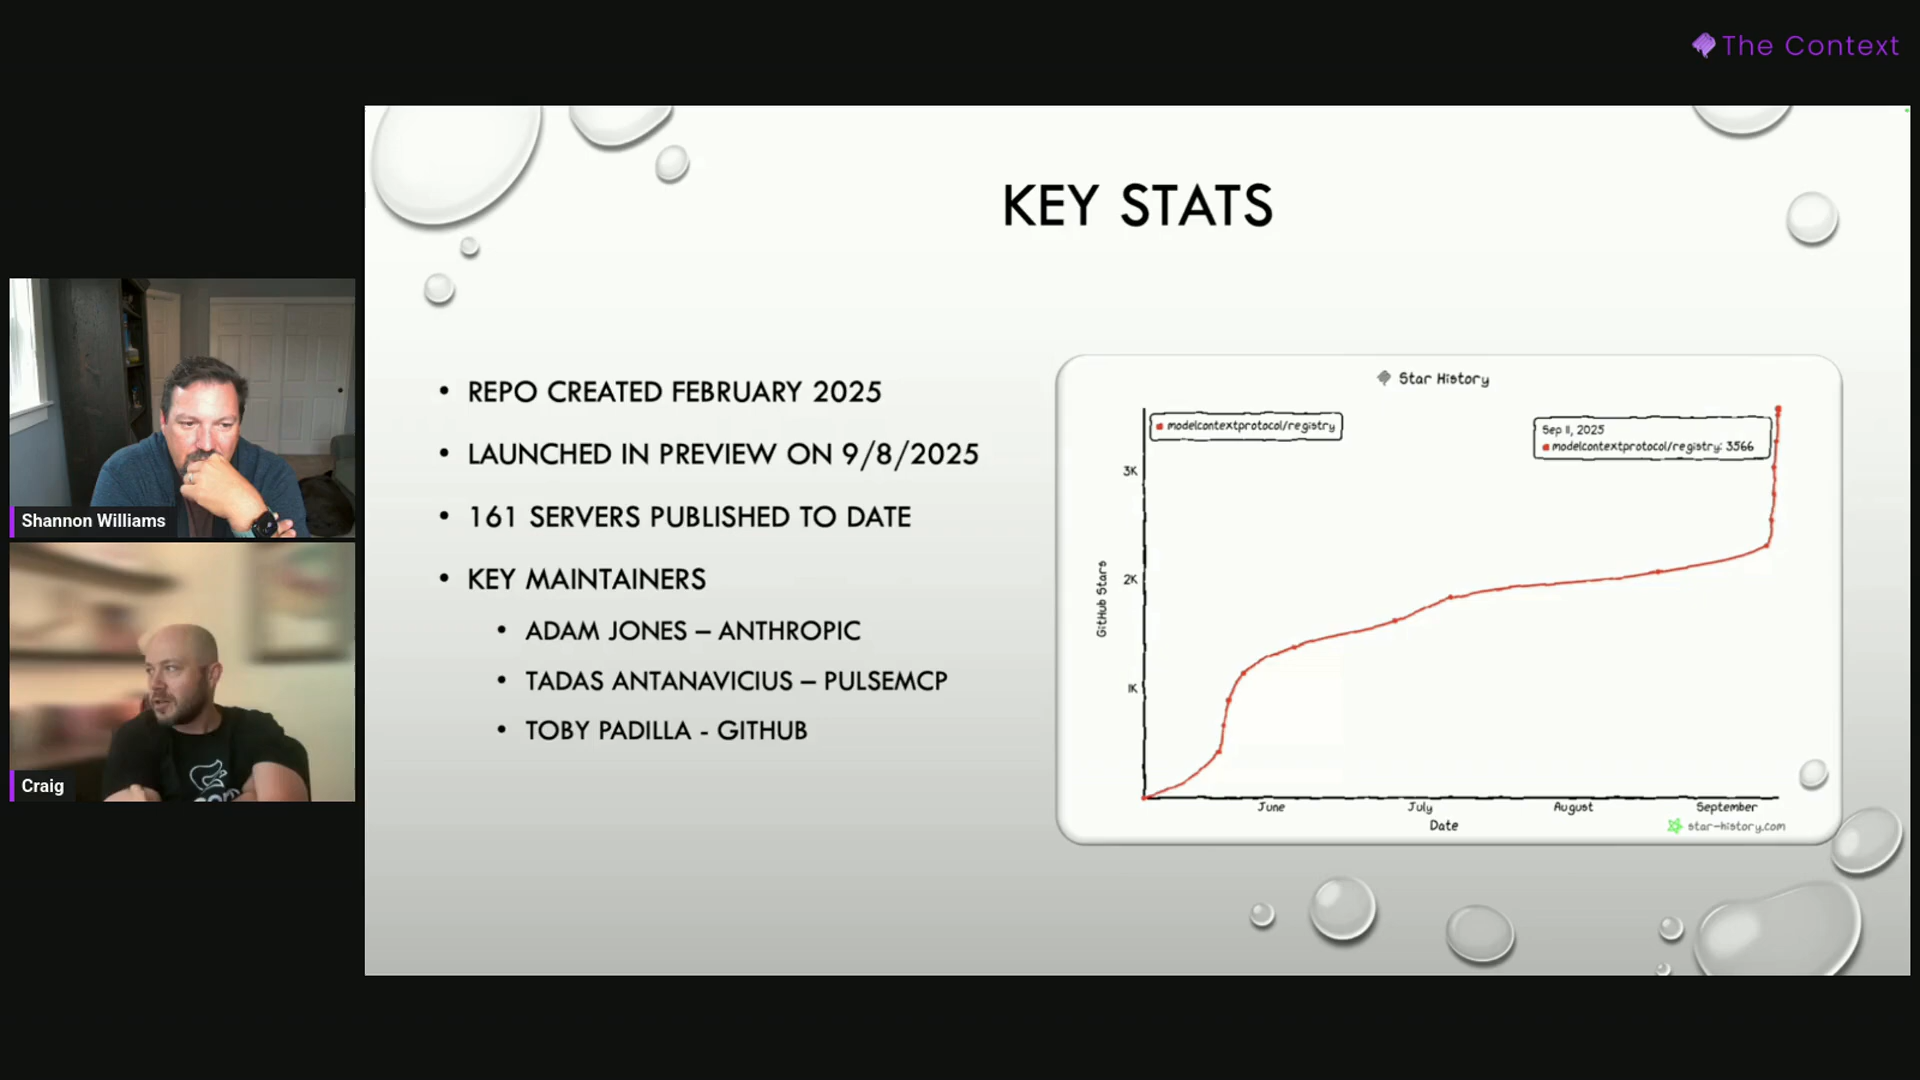 The Context
KEY STATS
• REPO CREATED FEBRUARY 2025
• LAUNCHED IN PREVIEW ON 9/8/2025
• 161 SERVERS PUBLISHED TO DATE
• KEY MAINTAINERS
• ADAM JONES – ANTHROPIC
• TADAS ANTANAVICIUS – PULSEMCP
• TOBY PADILLA - GITHUB
Star History
modelcontextprotocol/registry
Sep 11, 2025
modelcontextprotocol/registry: 3566
3K
2K
1K
GitHub Stars
June July August September
Date
star-history.com
Shannon Williams
Craig